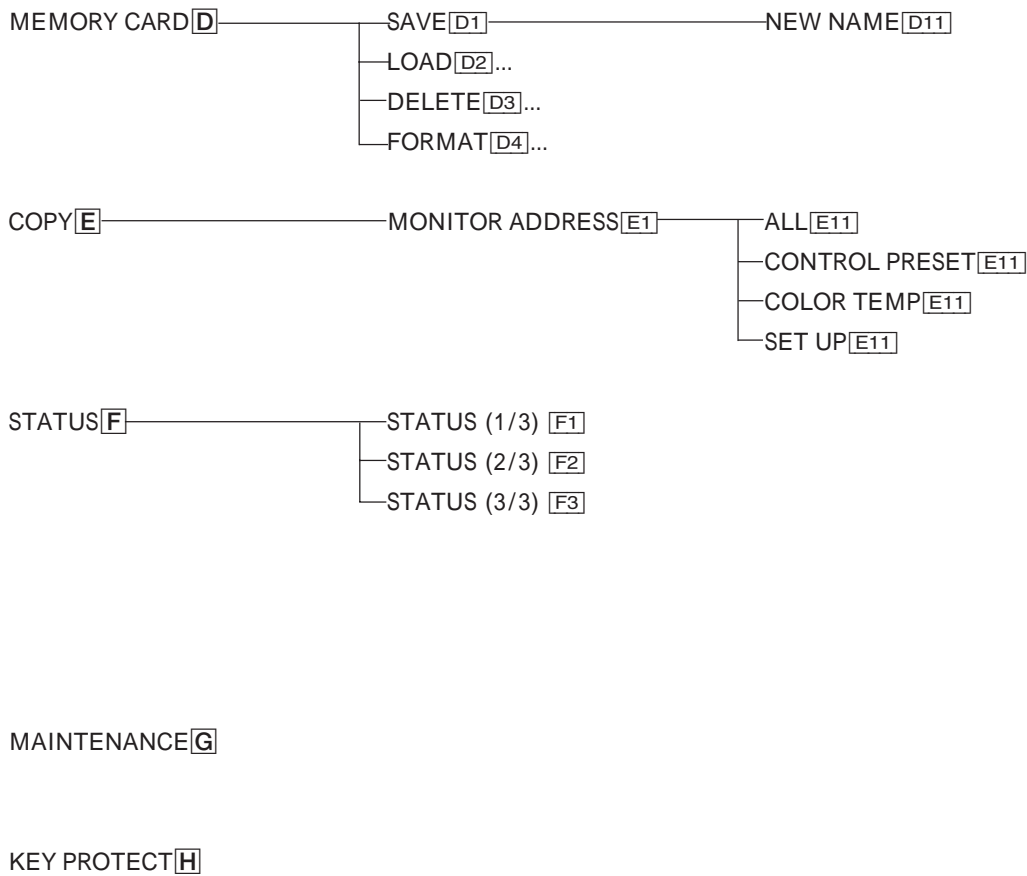 MEMORY CARD D SAVE D1 NEW NAME D11
LOAD D2 ...
DELETE D3 ...
FORMAT D4 ...
COPY E MONITOR ADDRESS E1 ALL E11
CONTROL PRESET E11
COLOR TEMP E11
SET UP E11
STATUS F STATUS (1/3) F1
STATUS (2/3) F2
STATUS (3/3) F3
MAINTENANCE G
KEY PROTECT H